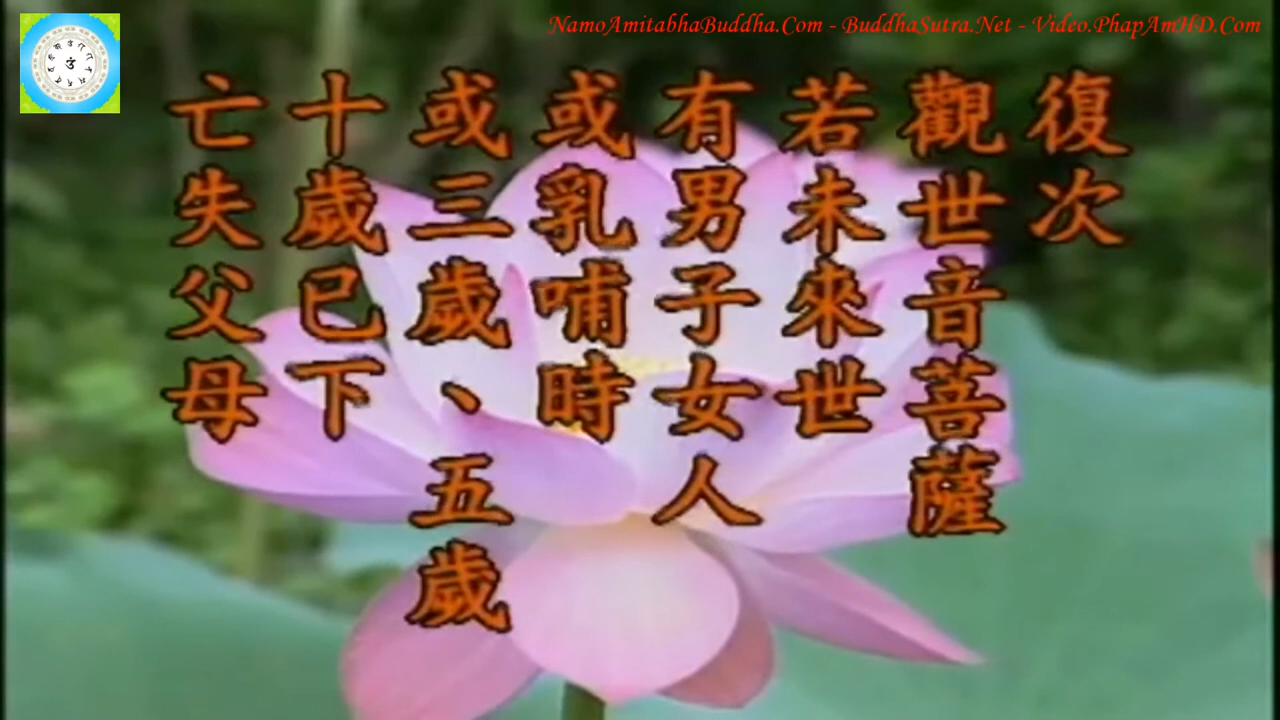 NamoAmitabhaBuddha.Com - BuddhaSutra.Net - Video.PhapAmHD.Com
復次
觀世音菩薩
若未來世
有男子女人
或乳哺時
或三歲、五歲
十歲已下
亡失父母